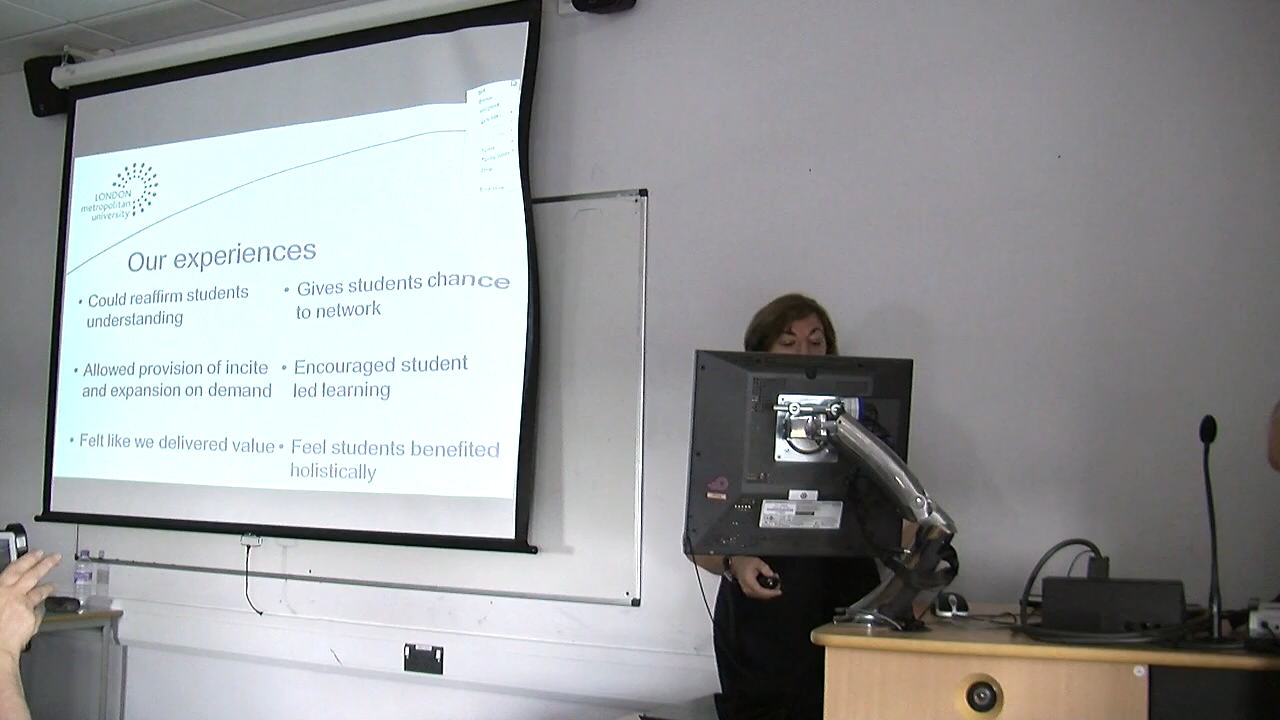 LONDON
metropolitan
university
Our experiences
• Could reaffirm students
understanding
• Allowed provision of incite
and expansion on demand
• Felt like we delivered value
• Gives students chance
to network
• Encouraged student
led learning
• Feel students benefited
holistically